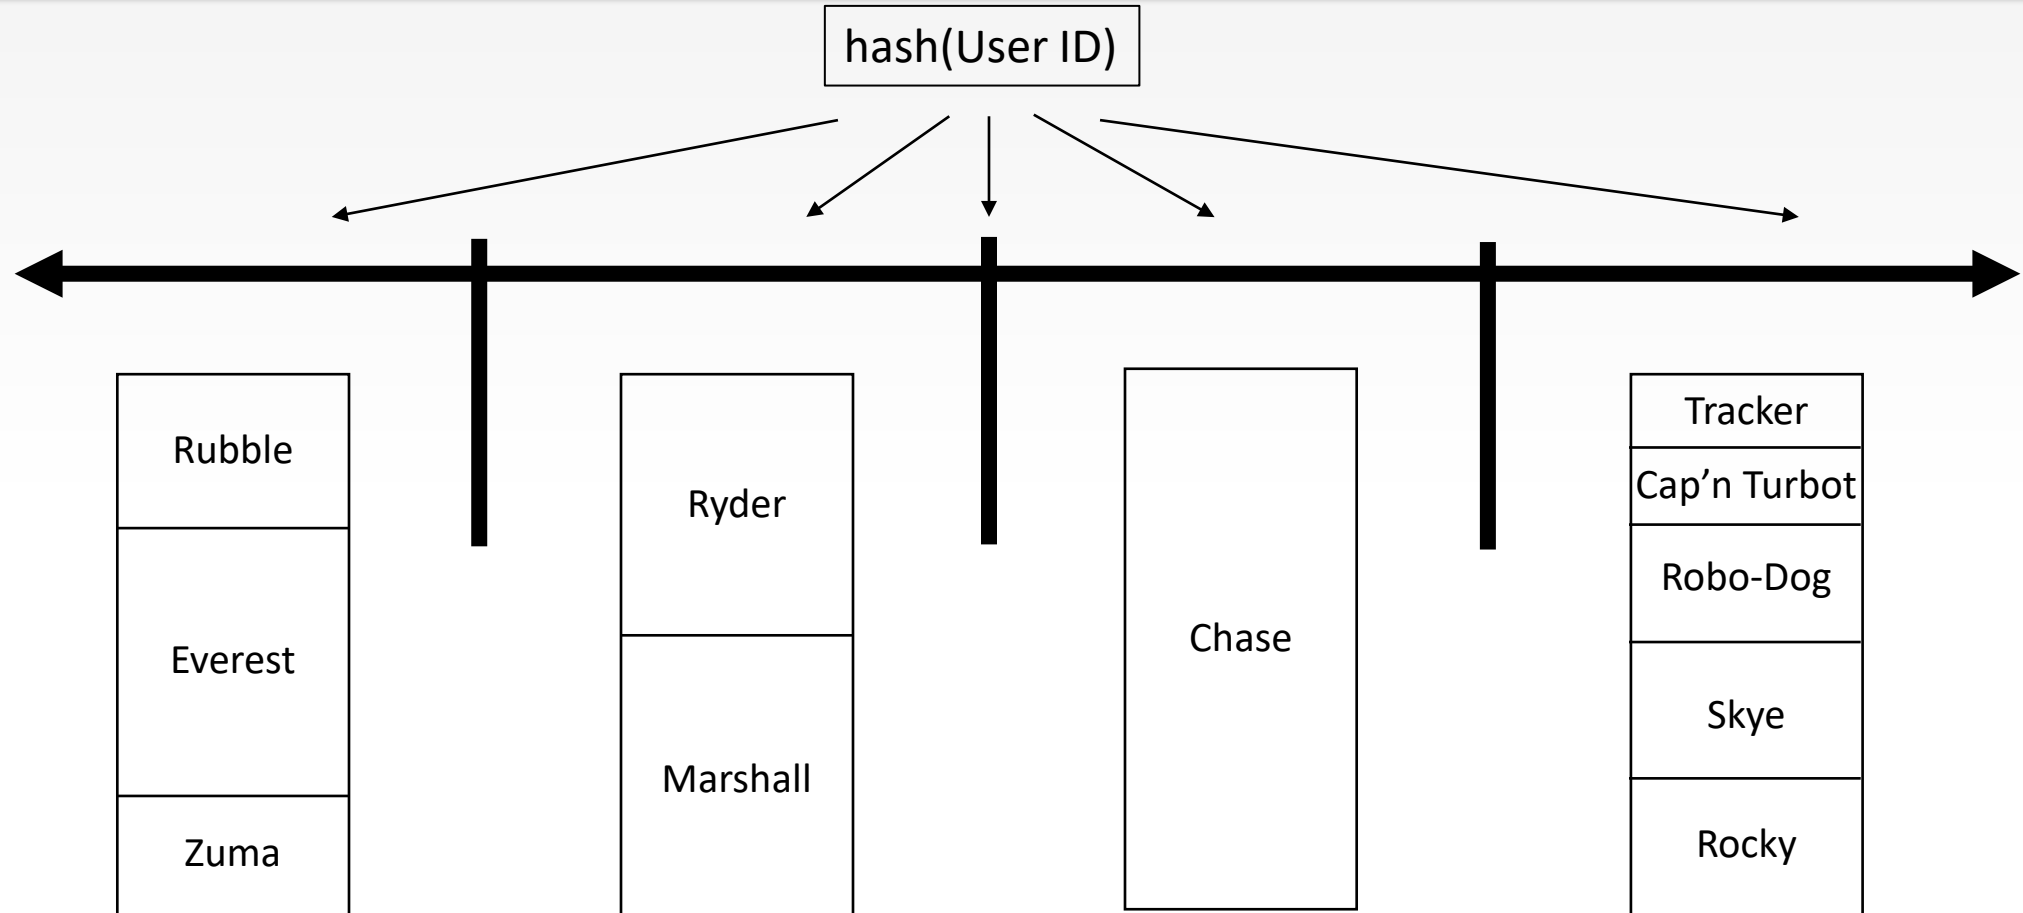 hash(User ID)
Rubble
Everest
Zuma
Ryder
Marshall
Chase
Tracker
Cap’n Turbot
Robo-Dog
Skye
Rocky